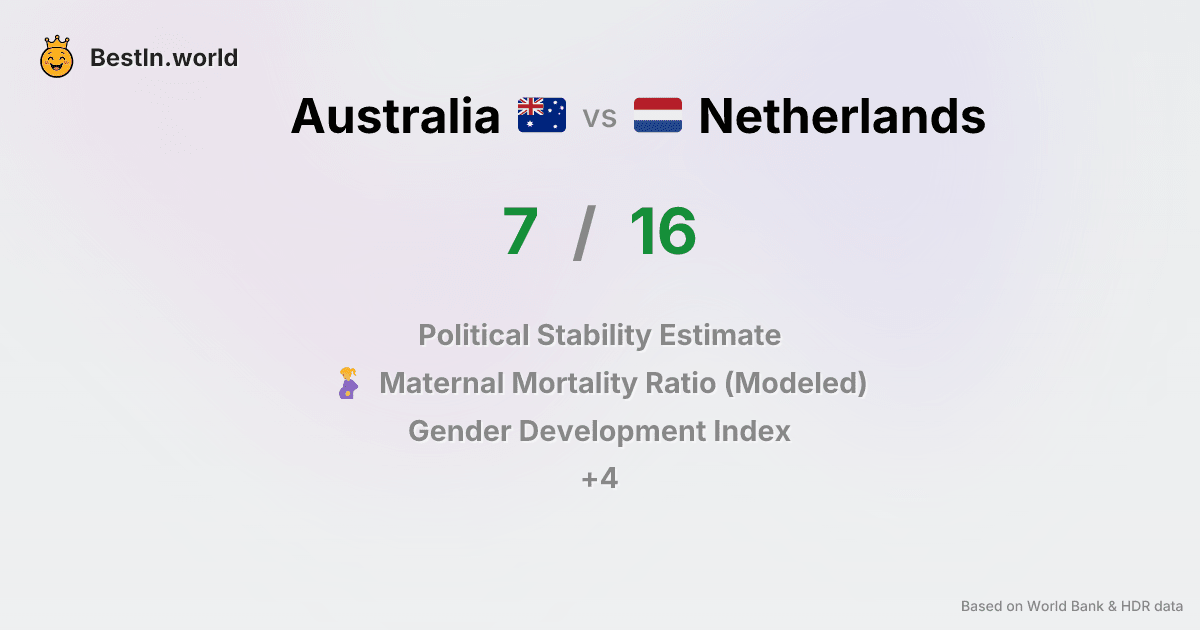 BestIn.world
Australia vs Netherlands
7 / 16
Political Stability Estimate
Maternal Mortality Ratio (Modeled)
Gender Development Index
+4
Based on World Bank & HDR data